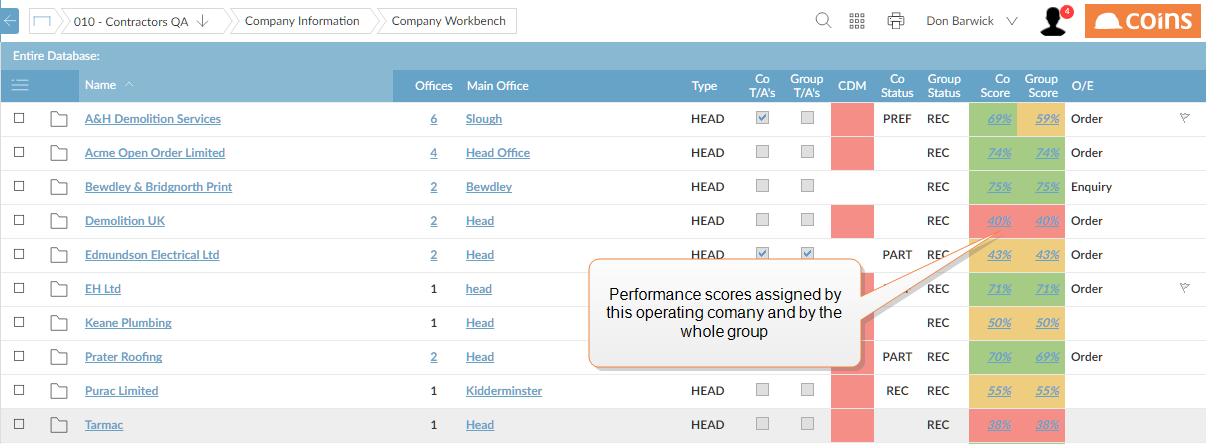 010 - Contractors QA
Company Information
Company Workbench
Don Barwick
4
coins
Entire Database:
Name Offices Main Office Type Co T/A's Group T/A's CDM Co Status Group Status Co Score Group Score O/E
A&H Demolition Services 6 Slough HEAD PREF REC 69% 59% Order
Acme Open Order Limited 4 Head Office HEAD REC 74% 74% Order
Bewdley & Bridgnorth Print 2 Bewdley HEAD REC 75% 75% Enquiry
Demolition UK 2 Head HEAD REC 40% 40% Order
Edmundson Electrical Ltd 2 Head HEAD PART REC 43% 43% Order
EH Ltd 1 head REC 71% 71% Order
Keane Plumbing 1 Head REC 50% 50%
Prater Roofing 2 Head PART REC 70% 69% Order
Purac Limited 1 Kidderminster HEAD REC REC 55% 55%
Tarmac 1 Head HEAD REC 38% 38%
Performance scores assigned by
this operating comany and by the
whole group